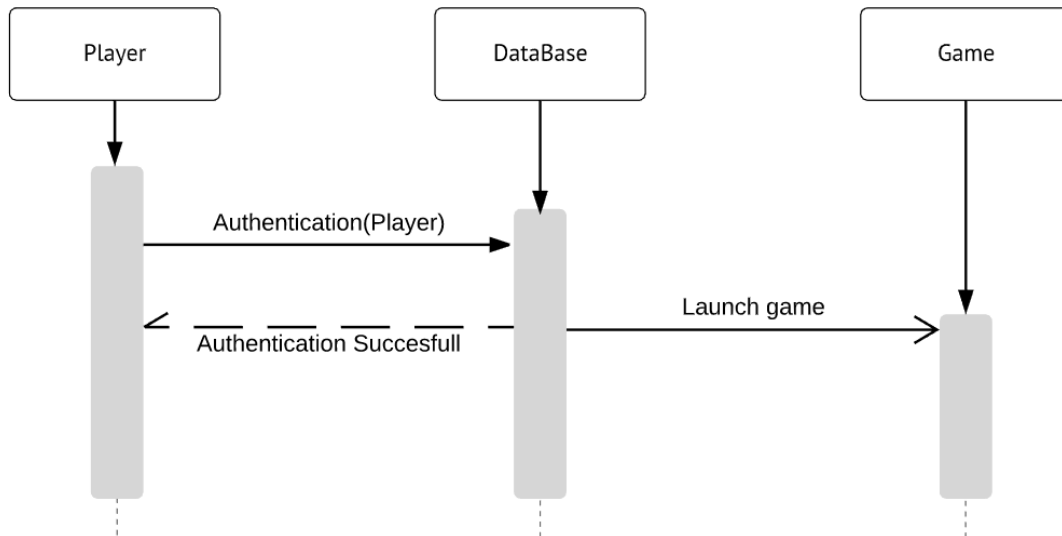 Player
DataBase
Game
Authentication(Player)
Launch game
Authentication Succesfull